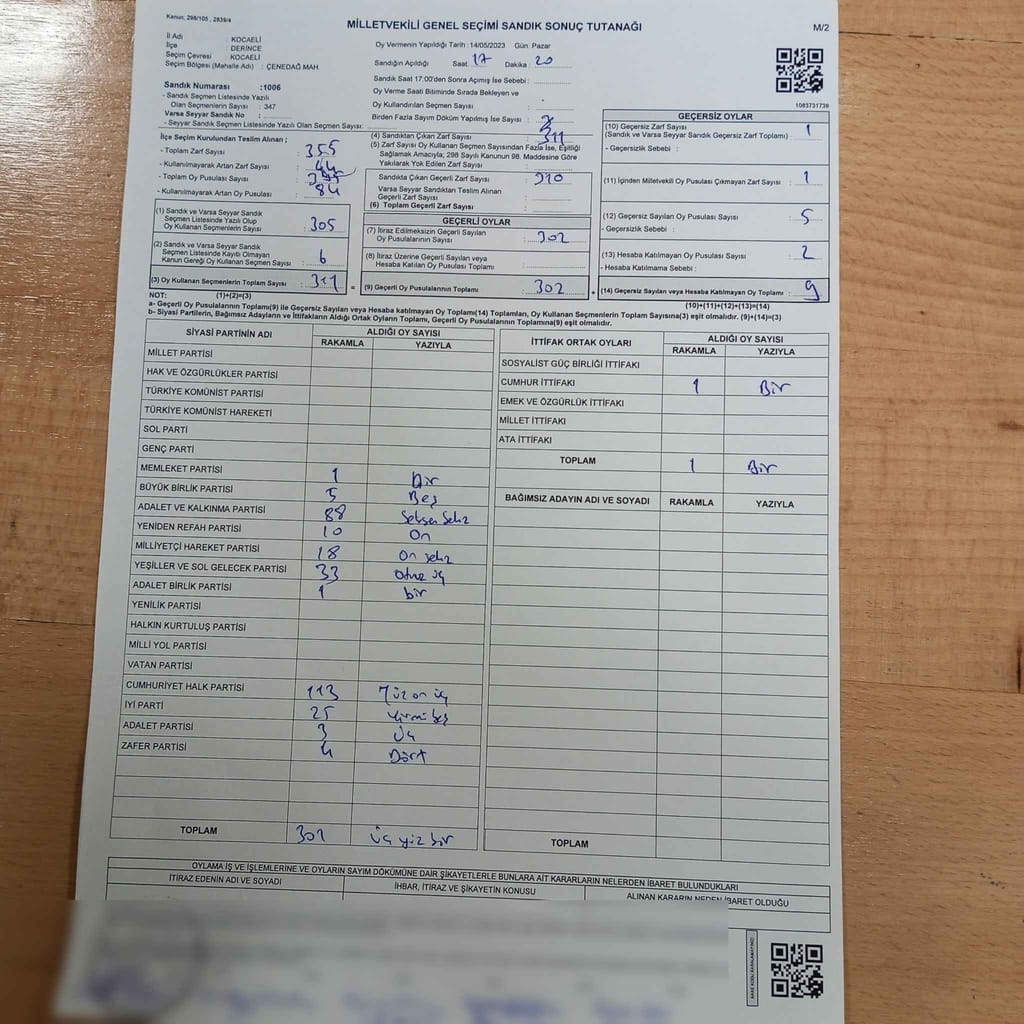 Kanun; 298/105 , 2839/4
MİLLETVEKİLİ GENEL SEÇİMİ SANDIK SONUÇ TUTANAĞI
M/2
İl Adı : KOCAELİ
İlçe : DERİNCE
Seçim Çevresi : KOCAELİ
Seçim Bölgesi (Mahalle Adı) : ÇENEDAĞ MAH.
Sandık Numarası :1006
- Sandık Seçmen Listesinde Yazılı
Olan Seçmenlerin Sayısı : 347
Varsa Seyyar Sandık No :
- Seyyar Sandık Seçmen Listesinde Yazılı Olan Seçmen Sayısı:
Oy Vermenin Yapıldığı Tarih :14/05/2023 Gün: Pazar
Sandığın Açıldığı Saat : 17 Dakika : 20
Sandık Saat 17:00'den Sonra Açımış İse Sebebi :
Oy Verme Saati Bitiminde Sırada Bekleyen ve
Oy Kullandırılan Seçmen Sayısı :
Birden Fazla Sayım Döküm Yapılmış İse Sayısı :
1083731739
İlçe Seçim Kurulundan Teslim Alınan ;
- Toplam Zarf Sayısı : 355
- Kullanılmayarak Artan Zarf Sayısı : 44
- Toplam Oy Pusulası Sayısı :
- Kullanılmayarak Artan Oy Pusulası : 84
(1) Sandık ve Varsa Seyyar Sandık
Seçmen Listesinde Yazılı Olup
Oy Kullanan Seçmenlerin Sayısı : 305
(2) Sandık ve Varsa Seyyar Sandık
Seçmen Listesinde Kaydı Olmayan
Kanun Gereği Oy Kullanan Seçmen Sayısı : 6
(3) Oy Kullanan Seçmenlerin Toplam Sayısı : 311
(4) Sandıktan Çıkan Zarf Sayısı : 311
(5) Zarf Sayısı Oy Kullanan Seçmen Sayısından Fazla İse, Eşitliği
Sağlamak Amacıyla; 298 Sayılı Kanunun 98. Maddesine Göre
Yakılarak Yok Edilen Zarf Sayısı :
Sandıkta Çıkan Geçerli Zarf Sayısı : 310
Varsa Seyyar Sandıktan Teslim Alınan
Geçerli Zarf Sayısı :
(6) Toplam Geçerli Zarf Sayısı :
GEÇERLİ OYLAR
(7) İtiraz Edilmeksizin Geçerli Sayılan
Oy Pusulalarının Sayısı : 302
(8) İtiraz Üzerine Geçerli Sayılan veya
Hesaba Katılan Oy Pusulası Toplamı :
= (9) Geçerli Oy Pusulalarının Toplamı : 302 +
GEÇERSİZ OYLAR
(10) Geçersiz Zarf Sayısı : 1
(Sandık ve Varsa Seyyar Sandık Geçersiz Zarf Toplamı)
- Geçersizlik Sebebi :
(11) İçinden Milletvekili Oy Pusulası Çıkmayan Zarf Sayısı : 1
(12) Geçersiz Sayılan Oy Pusulası Sayısı : 5
- Geçersizlik Sebebi :
(13) Hesaba Katılmayan Oy Pusulası Sayısı : 2
- Hesaba Katılmama Sebebi :
(14) Geçersiz Sayılan veya Hesaba Katılmayan Oy Toplamı : 9
NOT: (1)+(2)=(3) (10)+(11)+(12)+(13)=(14)
a- Geçerli Oy Pusulalarının Toplamı(9) ile Geçersiz Sayılan veya Hesaba Katılmayan Oy Toplamı(14) Toplamları, Oy Kullanan Seçmenlerin Toplam Sayısına(3) eşit olmalıdır. (9)+(14)=(3)
b- Siyasi Partilerin, Bağımsız Adayların ve İttifakların Aldığı Ortak Oyların Toplamı, Geçerli Oy Pusulalarının Toplamına(9) eşit olmalıdır.
SİYASİ PARTİNİN ADI ALDIĞI OY SAYISI
RAKAMLA YAZIYLA
MİLLET PARTİSİ
HAK VE ÖZGÜRLÜKLER PARTİSİ
TÜRKİYE KOMÜNİST PARTİSİ
TÜRKİYE KOMÜNİST HAREKETİ
SOL PARTİ
GENÇ PARTİ
MEMLEKET PARTİSİ 1 Bir
BÜYÜK BİRLİK PARTİSİ 5 Beş
ADALET VE KALKINMA PARTİSİ 88 Seksen Sekiz
YENİDEN REFAH PARTİSİ 10 On
MİLLİYETÇİ HAREKET PARTİSİ 18 On sekiz
YEŞİLLER VE SOL GELECEK PARTİSİ 33 Otuz üç
ADALET BİRLİK PARTİSİ 1 bir
YENİLİK PARTİSİ
HALKIN KURTULUŞ PARTİSİ
MİLLİ YOL PARTİSİ
VATAN PARTİSİ
CUMHURİYET HALK PARTİSİ 113 Yüz on üç
İYİ PARTİ 25 Yirmi beş
ADALET PARTİSİ 3 Üç
ZAFER PARTİSİ 4 Dört
TOPLAM 301 Üç yüz bir
İTTİFAK ORTAK OYLARI ALDIĞI OY SAYISI
RAKAMLA YAZIYLA
SOSYALİST GÜÇ BİRLİĞİ İTTİFAKI
CUMHUR İTTİFAKI 1 Bir
EMEK VE ÖZGÜRLÜK İTTİFAKI
MİLLET İTTİFAKI
ATA İTTİFAKI
TOPLAM 1 Bir
BAĞIMSIZ ADAYIN ADI VE SOYADI RAKAMLA YAZIYLA
TOPLAM
OYLAMA İŞ VE İŞLEMLERİNE VE OYLARIN SAYIM DÖKÜMÜNE DAİR ŞİKAYETLERLE BUNLARA AİT KARARLARIN NELERDEN İBARET BULUNDUKLARI
İTİRAZ EDENİN ADI VE SOYADI İHBAR, İTİRAZ VE ŞİKAYETİN KONUSU ALINAN KARARIN NEDEN İBARET OLDUĞU